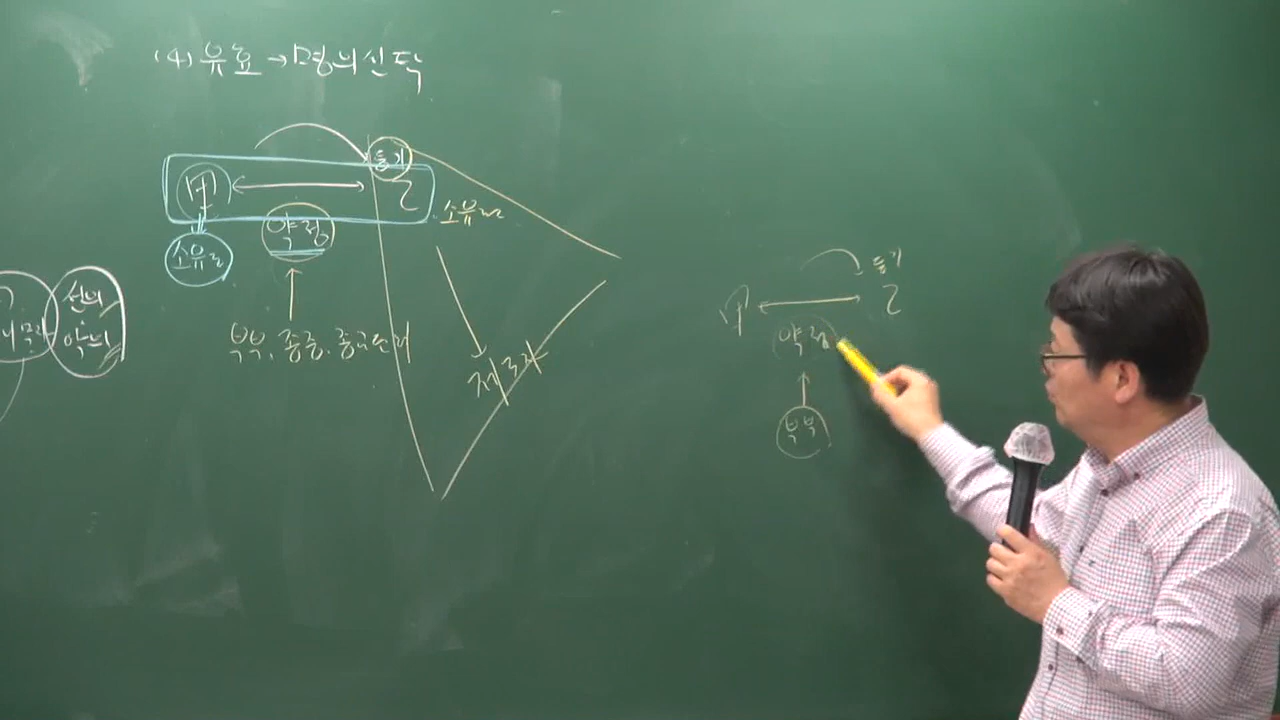 (4) 유효 → 명의신탁
등기
甲 ↔ 乙
약정
소유권
소유권
부부, 종중, 종교단체
제3자
선의
악의
등기
甲 ↔ 乙
약정
부부